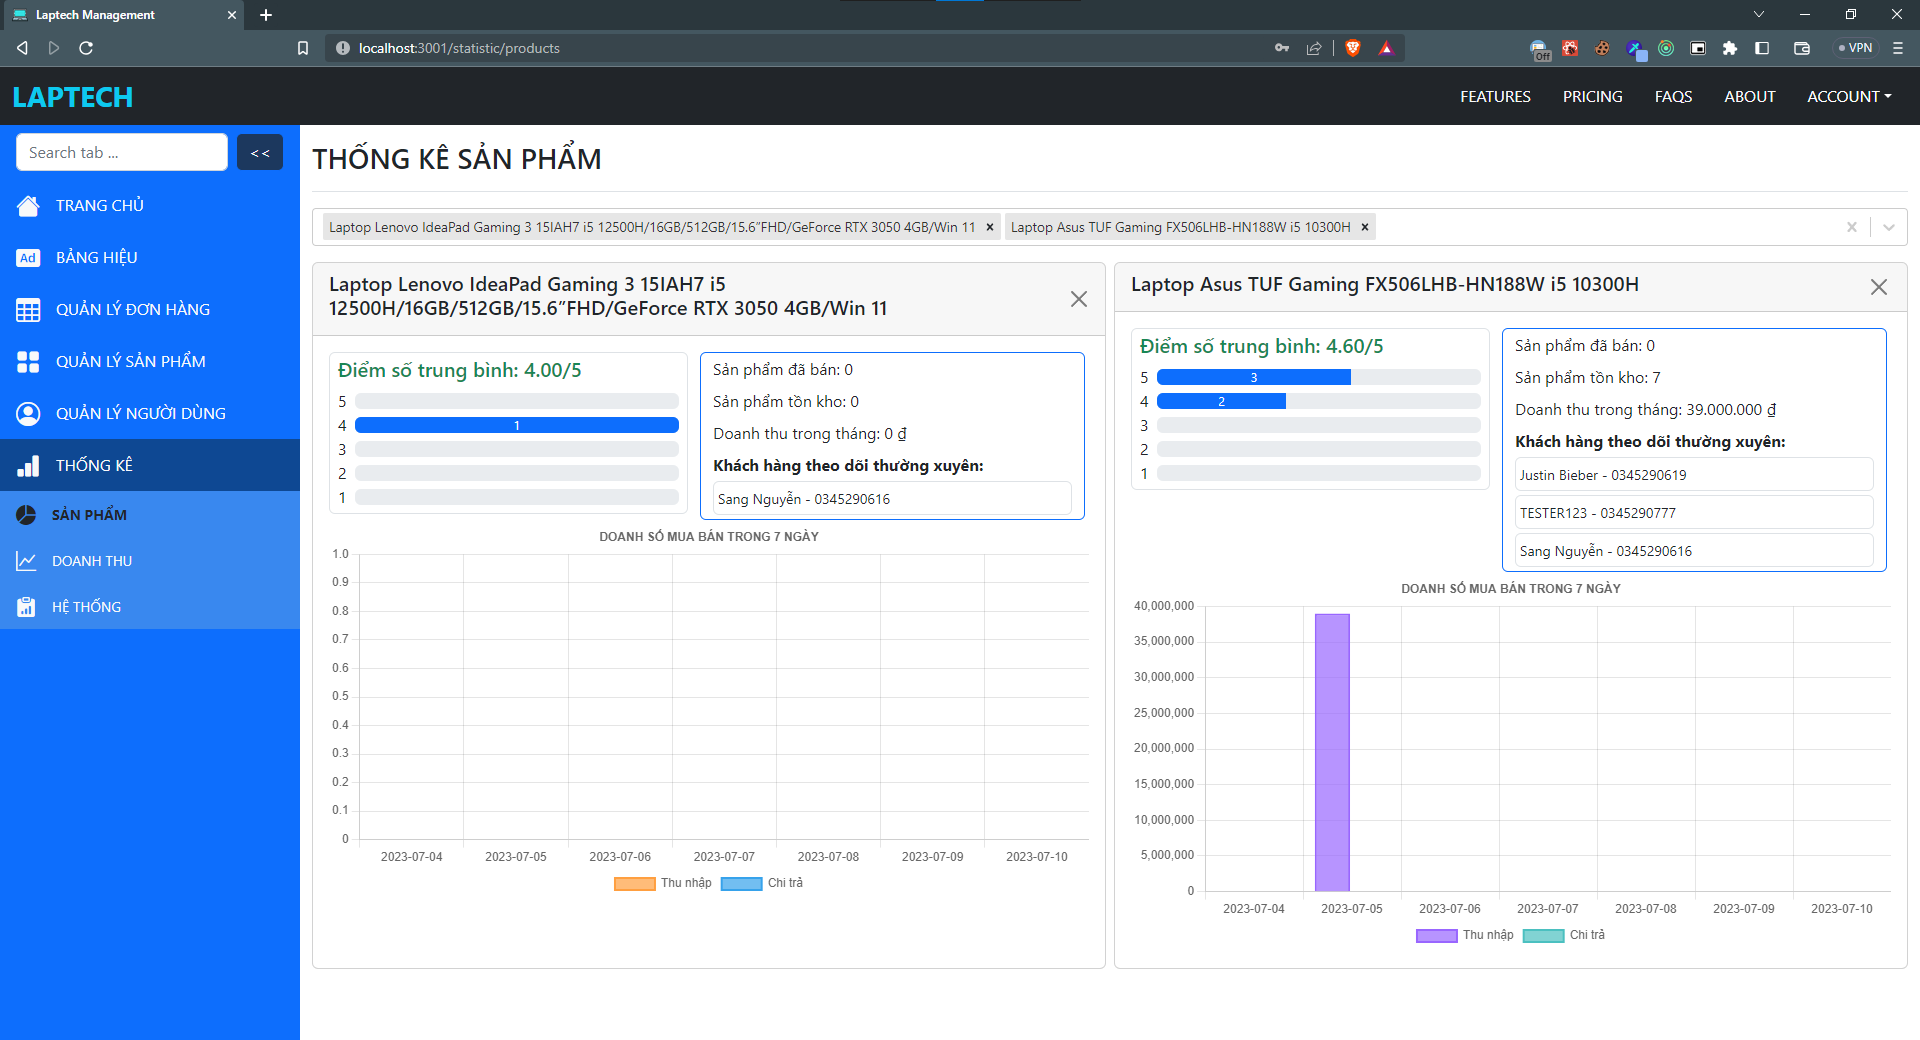 Laptech Management
localhost:3001/statistic/products
Off
VPN
LAPTECH
FEATURES
PRICING
FAQS
ABOUT
ACCOUNT
Search tab ...
<<
TRANG CHỦ
Ad
BẢNG HIỆU
QUẢN LÝ ĐƠN HÀNG
QUẢN LÝ SẢN PHẨM
QUẢN LÝ NGƯỜI DÙNG
THỐNG KÊ
SẢN PHẨM
DOANH THU
HỆ THỐNG
THỐNG KÊ SẢN PHẨM
Laptop Lenovo IdeaPad Gaming 3 15IAH7 i5 12500H/16GB/512GB/15.6″FHD/GeForce RTX 3050 4GB/Win 11
Laptop Asus TUF Gaming FX506LHB-HN188W i5 10300H
Laptop Lenovo IdeaPad Gaming 3 15IAH7 i5
12500H/16GB/512GB/15.6″FHD/GeForce RTX 3050 4GB/Win 11
Điểm số trung bình: 4.00/5
5
4 1
3
2
1
Sản phẩm đã bán: 0
Sản phẩm tồn kho: 0
Doanh thu trong tháng: 0 ₫
Khách hàng theo dõi thường xuyên:
Sang Nguyễn - 0345290616
DOANH SỐ MUA BÁN TRONG 7 NGÀY
1.0
0.9
0.8
0.7
0.6
0.5
0.4
0.3
0.2
0.1
0
2023-07-04 2023-07-05 2023-07-06 2023-07-07 2023-07-08 2023-07-09 2023-07-10
Thu nhập Chi trả
Laptop Asus TUF Gaming FX506LHB-HN188W i5 10300H
Điểm số trung bình: 4.60/5
5 3
4 2
3
2
1
Sản phẩm đã bán: 0
Sản phẩm tồn kho: 7
Doanh thu trong tháng: 39.000.000 ₫
Khách hàng theo dõi thường xuyên:
Justin Bieber - 0345290619
TESTER123 - 0345290777
Sang Nguyễn - 0345290616
DOANH SỐ MUA BÁN TRONG 7 NGÀY
40,000,000
35,000,000
30,000,000
25,000,000
20,000,000
15,000,000
10,000,000
5,000,000
0
2023-07-04 2023-07-05 2023-07-06 2023-07-07 2023-07-08 2023-07-09 2023-07-10
Thu nhập Chi trả